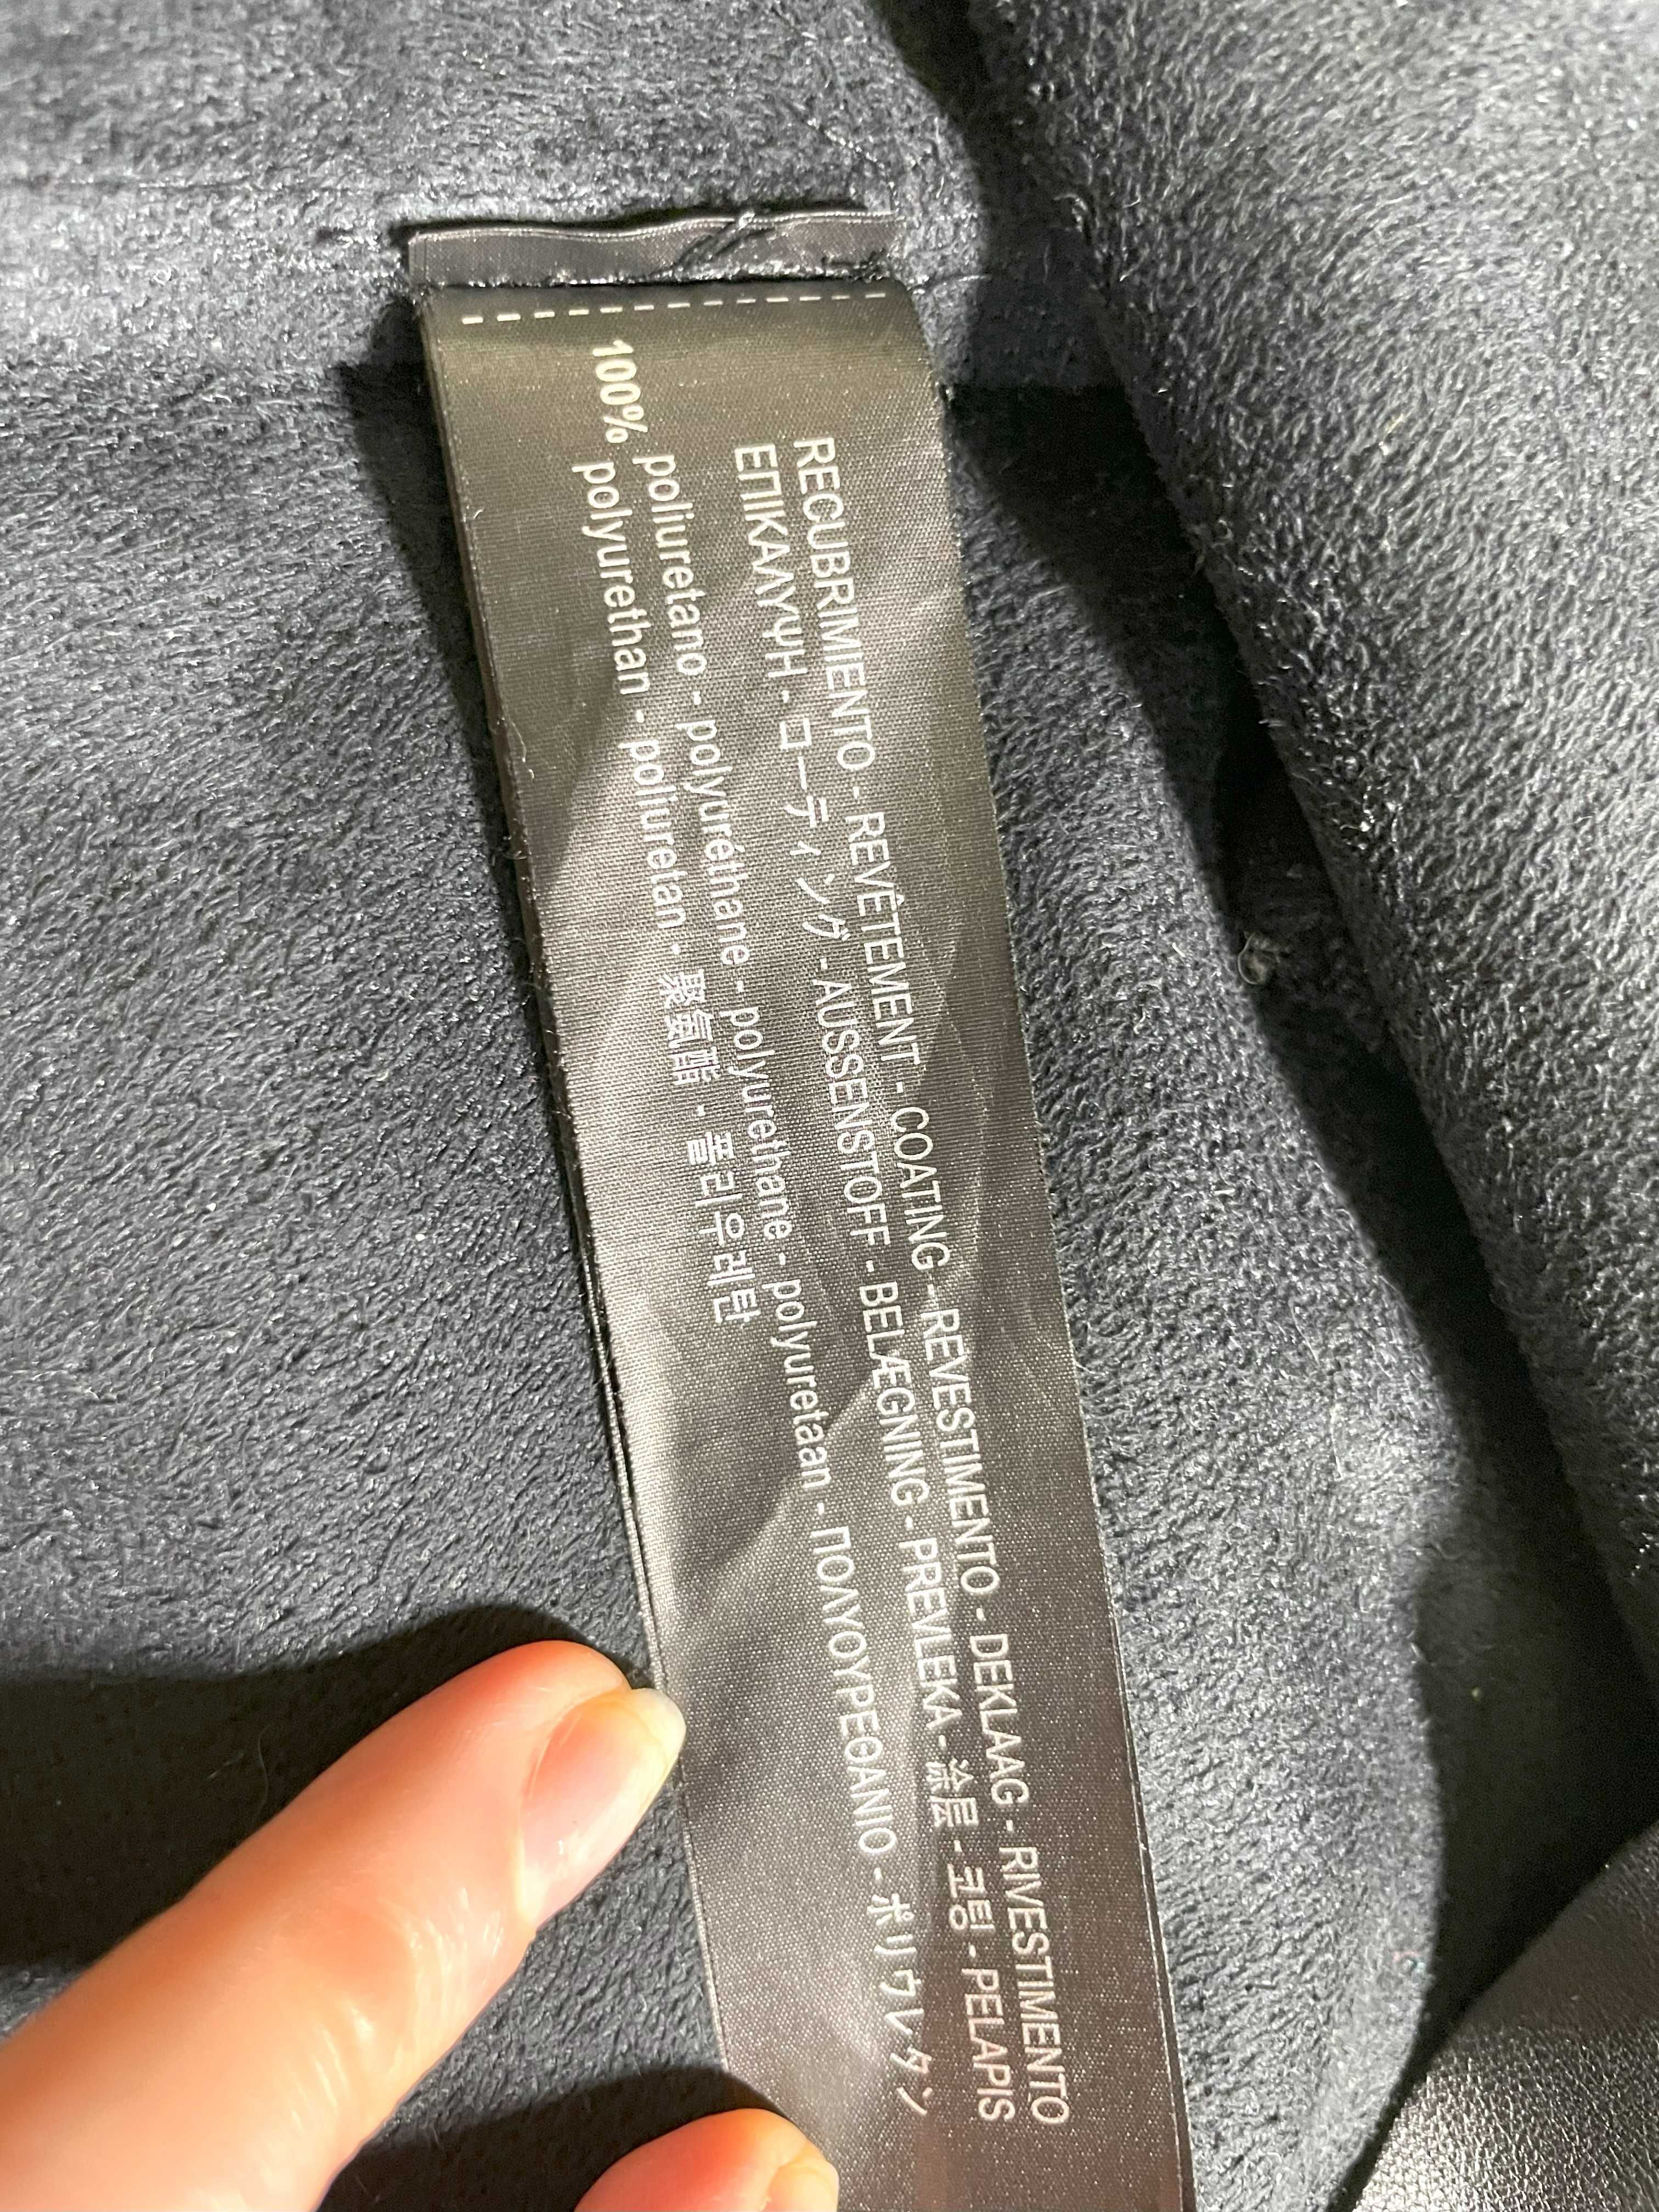 RECUBRIMIENTO - REVÊTEMENT - COATING - REVESTIMENTO - DEKLAAG - RIVESTIMENTO
ΕΠΙΚΑΛΥΨΗ - コーティング - AUSSENSTOFF - BELÆGNING - PREVLEKA - 涂层 - 코팅 - PELAPIS
100% poliuretano - polyuréthane - polyurethane - polyuretaan - ΠΟΛΥΟΥΡΕΘΑΝΙΟ - ポリウレタン
polyurethan - poliuretan - 聚氨酯 - 폴리우레탄